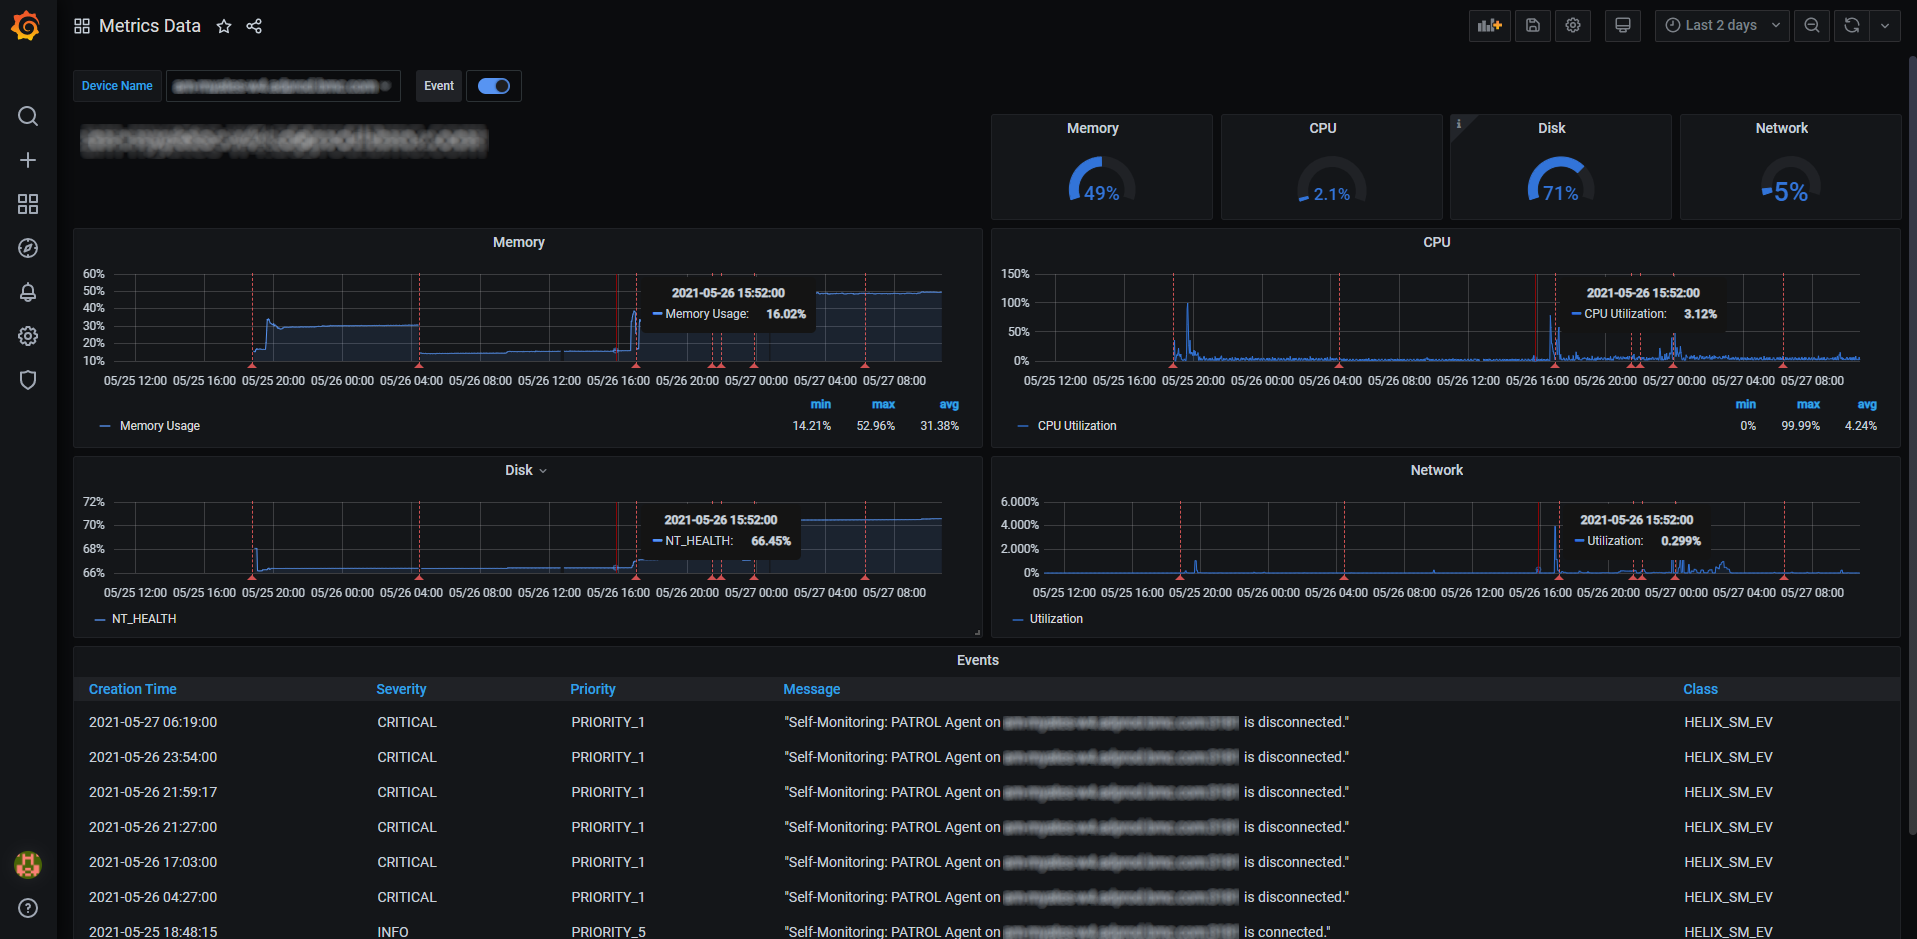 Metrics Data
Last 2 days
Device Name
Event
Memory
49%
CPU
2.1%
i
Disk
71%
Network
5%
Memory
60%
50%
40%
30%
20%
10%
2021-05-26 15:52:00
Memory Usage: 16.02%
05/25 12:00 05/25 16:00 05/25 20:00 05/26 00:00 05/26 04:00 05/26 08:00 05/26 12:00 05/26 16:00 05/26 20:00 05/27 00:00 05/27 04:00 05/27 08:00
min max avg
Memory Usage 14.21% 52.96% 31.38%
CPU
150%
100%
50%
0%
2021-05-26 15:52:00
CPU Utilization: 3.12%
05/25 12:00 05/25 16:00 05/25 20:00 05/26 00:00 05/26 04:00 05/26 08:00 05/26 12:00 05/26 16:00 05/26 20:00 05/27 00:00 05/27 04:00 05/27 08:00
min max avg
CPU Utilization 0% 99.99% 4.24%
Disk
72%
70%
68%
66%
2021-05-26 15:52:00
NT_HEALTH: 66.45%
05/25 12:00 05/25 16:00 05/25 20:00 05/26 00:00 05/26 04:00 05/26 08:00 05/26 12:00 05/26 16:00 05/26 20:00 05/27 00:00 05/27 04:00 05/27 08:00
NT_HEALTH
Network
6.000%
4.000%
2.000%
0%
2021-05-26 15:52:00
Utilization: 0.299%
05/25 12:00 05/25 16:00 05/25 20:00 05/26 00:00 05/26 04:00 05/26 08:00 05/26 12:00 05/26 16:00 05/26 20:00 05/27 00:00 05/27 04:00 05/27 08:00
Utilization
Events
Creation Time Severity Priority Message Class
2021-05-27 06:19:00 CRITICAL PRIORITY_1 "Self-Monitoring: PATROL Agent on is disconnected." HELIX_SM_EV
2021-05-26 23:54:00 CRITICAL PRIORITY_1 "Self-Monitoring: PATROL Agent on is disconnected." HELIX_SM_EV
2021-05-26 21:59:17 CRITICAL PRIORITY_1 "Self-Monitoring: PATROL Agent on is disconnected." HELIX_SM_EV
2021-05-26 21:27:00 CRITICAL PRIORITY_1 "Self-Monitoring: PATROL Agent on is disconnected." HELIX_SM_EV
2021-05-26 17:03:00 CRITICAL PRIORITY_1 "Self-Monitoring: PATROL Agent on is disconnected." HELIX_SM_EV
2021-05-26 04:27:00 CRITICAL PRIORITY_1 "Self-Monitoring: PATROL Agent on is disconnected." HELIX_SM_EV
2021-05-25 18:48:15 INFO PRIORITY_5 "Self-Monitoring: PATROL Agent on is connected." HELIX_SM_EV